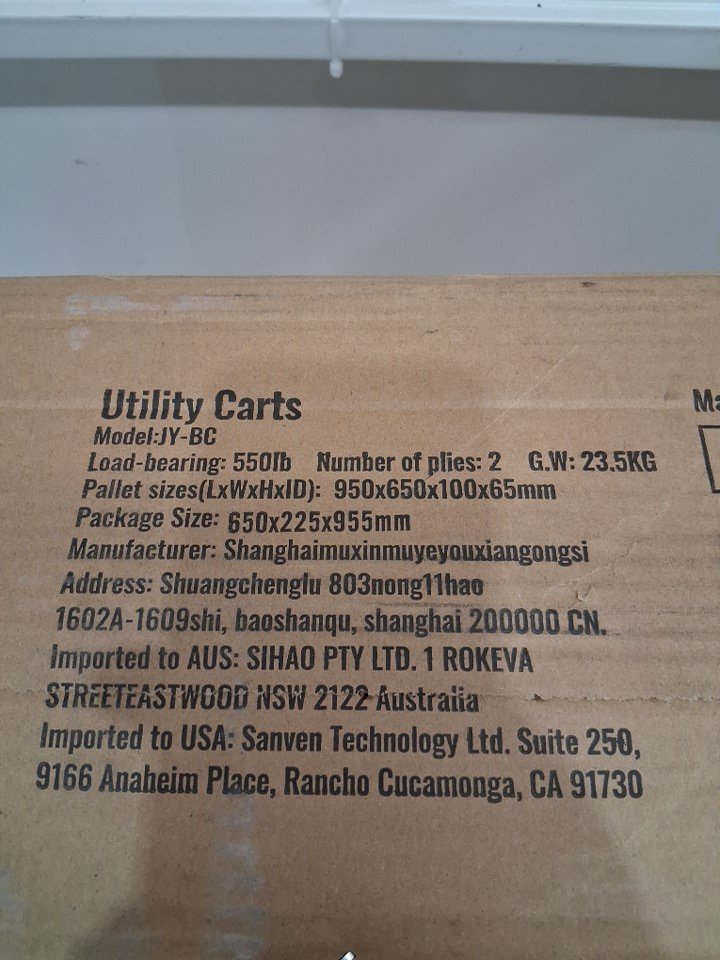 Utility Carts
Model:JY-BC
Load-bearing: 550lb Number of plies: 2 G.W: 23.5KG
Pallet sizes(LxWxHxID): 950x650x100x65mm
Package Size: 650x225x955mm
Manufacturer: Shanghaimuxinmuyeyouxiangongsi
Address: Shuangchenglu 803nong11hao
1602A-1609shi, baoshanqu, shanghai 200000 CN.
Imported to AUS: SIHAO PTY LTD. 1 ROKEVA
STREETEASTWOOD NSW 2122 Australia
Imported to USA: Sanven Technology Ltd. Suite 250,
9166 Anaheim Place, Rancho Cucamonga, CA 91730